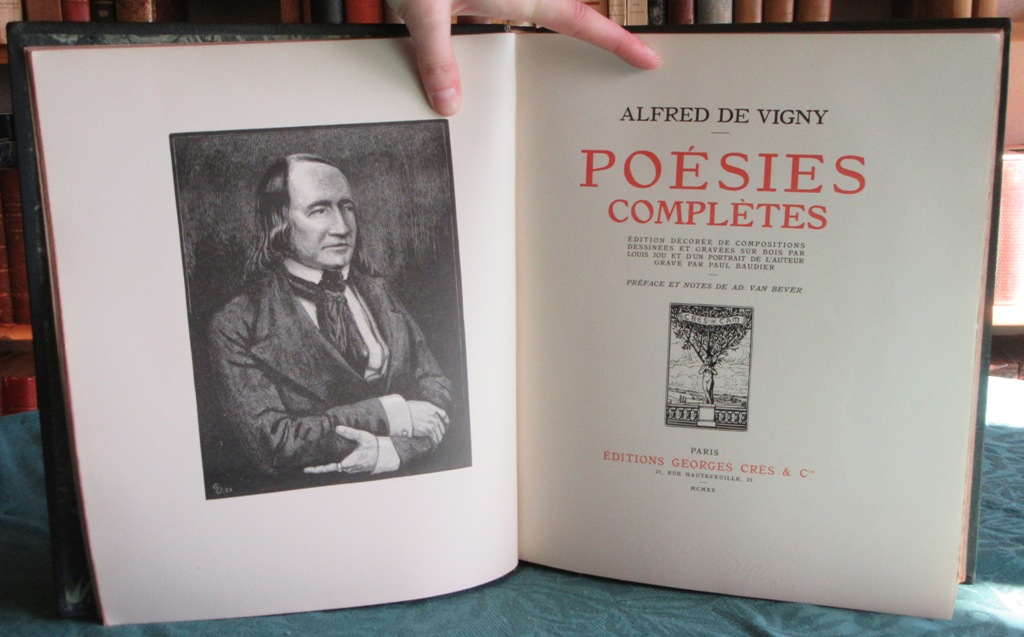 ALFRED DE VIGNY
POÉSIES
COMPLÈTES
ÉDITION DÉCORÉE DE COMPOSITIONS
DESSINÉES ET GRAVÉES SUR BOIS PAR
LOUIS JOU ET D'UN PORTRAIT DE L'AUTEUR
GRAVÉ PAR PAUL BAUDIER
PRÉFACE ET NOTES DE AD. VAN BEVER
CRES & CAM
PARIS
ÉDITIONS GEORGES CRÈS & Cie
21, RUE HAUTEFEUILLE, 21
MCMXX